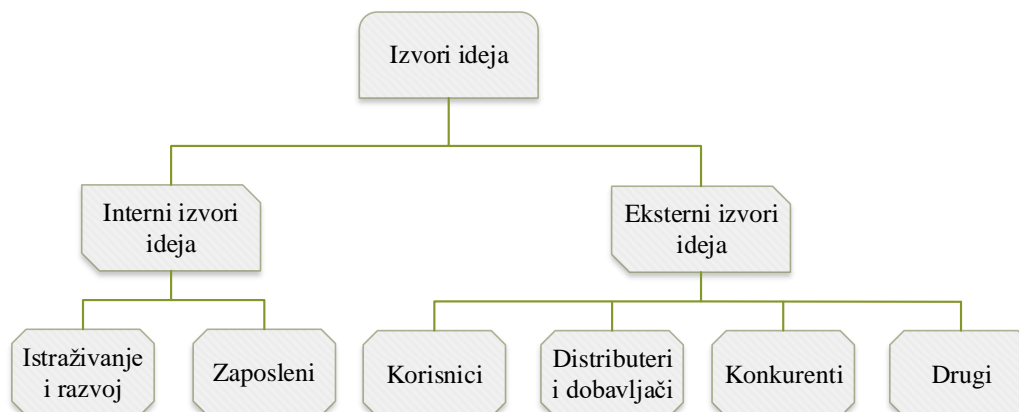 Izvori ideja
Interni izvori
ideja
Eksterni izvori
ideja
Istraživanje
i razvoj
Zaposleni
Korisnici
Distributeri
i dobavljači
Konkurenti
Drugi